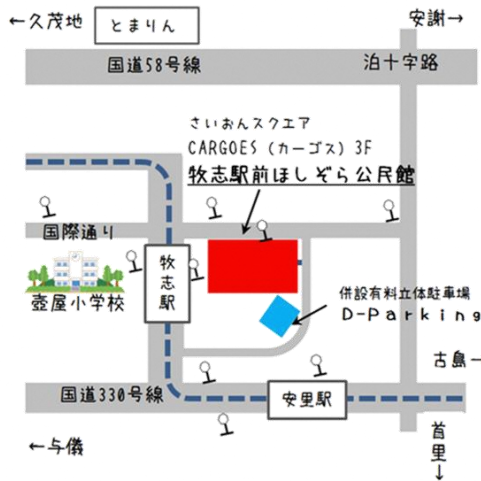 ←久茂地
とまりん
安謝→
国道58号線
泊十字路
さいおんスクエア
CARGOES (カーゴス) 3F
牧志駅前ほしぞら公民館
国際通り
牧志駅
壺屋小学校
併設有料立体駐車場
D-Parking
古島→
国道330号線
安里駅
←与儀
首里↓